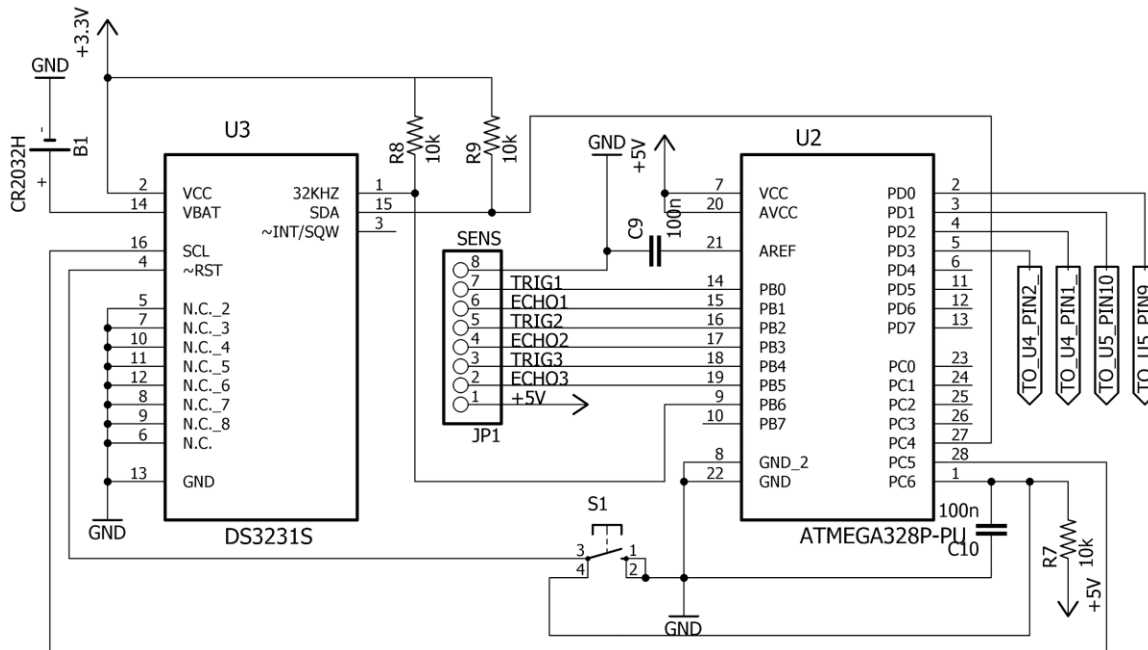 +3.3V
GND
-
+
CR2032H
B1
U3
2 VCC
14 VBAT
16 SCL
4 ~RST
5 N.C._2
7 N.C._3
10 N.C._4
11 N.C._5
12 N.C._6
8 N.C._7
9 N.C._8
6 N.C.
13 GND
32KHZ 1
SDA 15
~INT/SQW 3
DS3231S
GND
R8
10k
R9
10k
SENS
8
7 TRIG1
6 ECHO1
5 TRIG2
4 ECHO2
3 TRIG3
2 ECHO3
1 +5V
JP1
GND
+5V
C9
100n
U2
7 VCC
20 AVCC
21 AREF
14 PB0
15 PB1
16 PB2
17 PB3
18 PB4
19 PB5
9 PB6
10 PB7
8 GND_2
22 GND
PD0 2
PD1 3
PD2 4
PD3 5
PD4 6
PD5 11
PD6 12
PD7 13
PC0 23
PC1 24
PC2 25
PC3 26
PC4 27
PC5 28
PC6 1
ATMEGA328P-PU
TO_U4_PIN2_
TO_U4_PIN1_
TO_U5_PIN10
TO_U5_PIN9
S1
3 1
4 2
GND
100n
C10
R7
10k
+5V